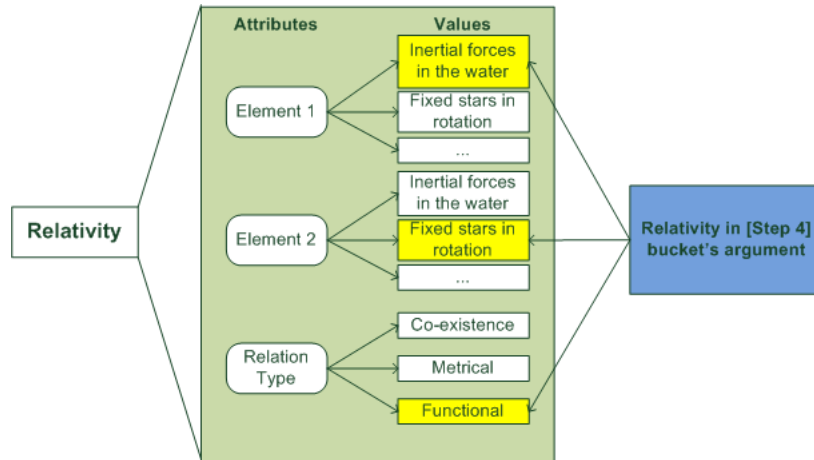 Attributes
Values
Relativity
Element 1
Inertial forces
in the water
Fixed stars in
rotation
...
Element 2
Inertial forces
in the water
Fixed stars in
rotation
...
Relation
Type
Co-existence
Metrical
Functional
Relativity in [Step 4]
bucket's argument